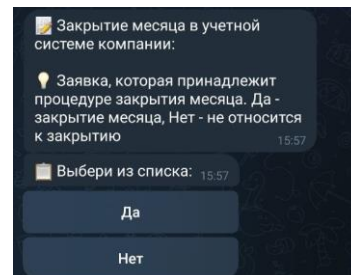 📝 Закрытие месяца в учетной
системе компании:
💡 Заявка, которая принадлежит
процедуре закрытия месяца. Да -
закрытие месяца, Нет - не относится
к закрытию
15:57
📋 Выбери из списка: 15:57
Да
Нет